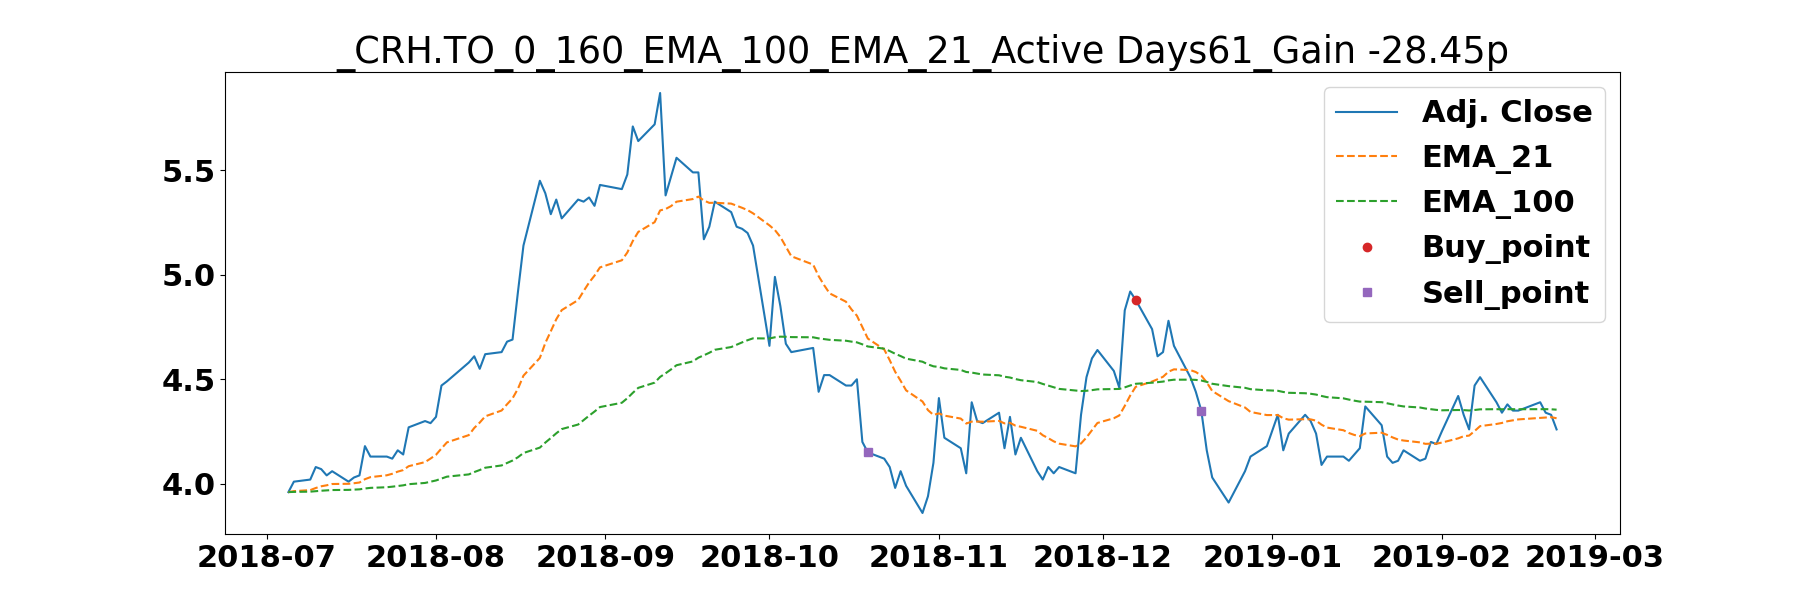 _CRH.TO_0_160_EMA_100_EMA_21_Active Days61_Gain -28.45p
Adj. Close
EMA_21
EMA_100
Buy_point
Sell_point
5.5
5.0
4.5
4.0
2018-07 2018-08 2018-09 2018-10 2018-11 2018-12 2019-01 2019-02 2019-03